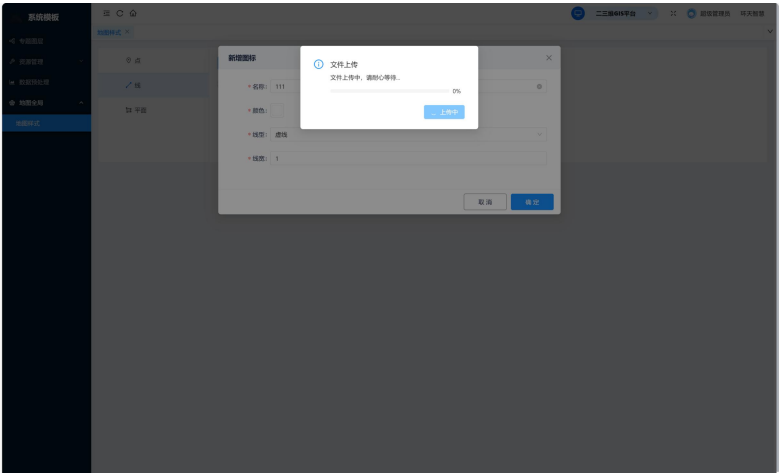 系统模板
二三维GIS平台
超级管理员
地图样式
专题图层
资源管理
数据预处理
地图全局
地图样式
点
线
平面
新增图标
* 名称: 111
* 颜色:
* 线型: 虚线
* 线宽: 1
取消
确定
文件上传
文件上传中, 请耐心等待...
0%
上传中